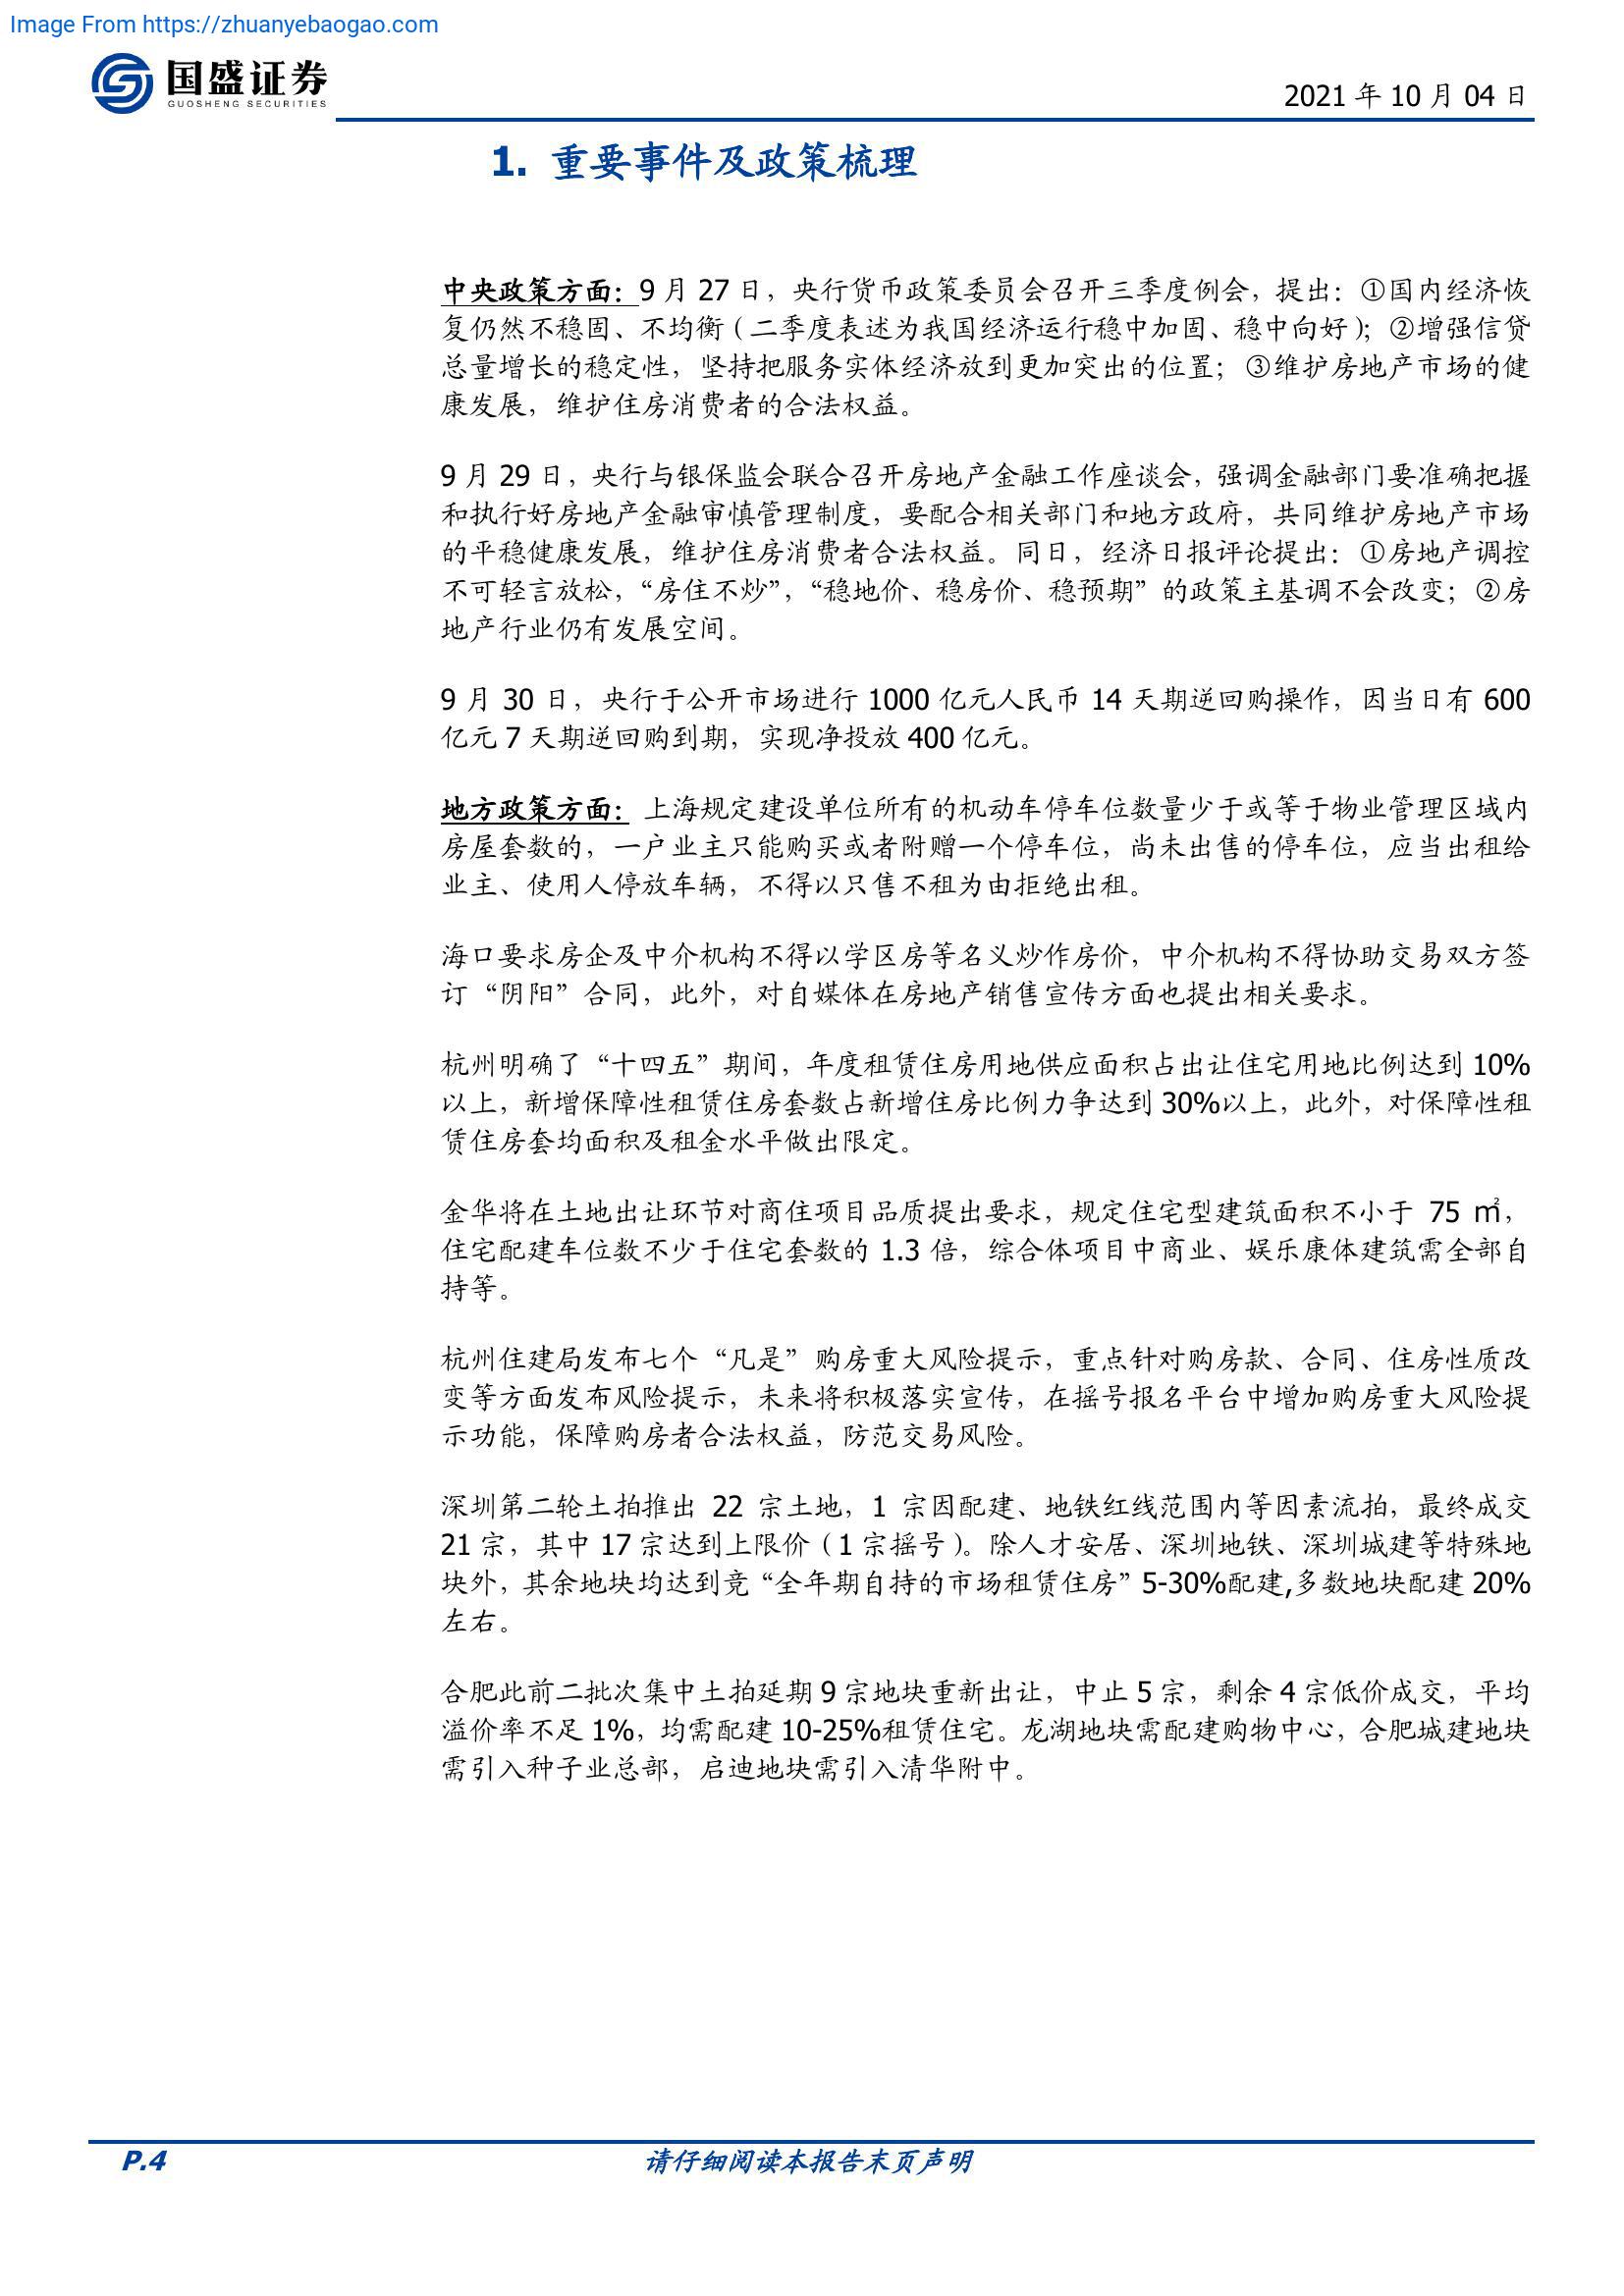 Image From https://zhuanyebaogao.com
国盛证券
GUOSHENG SECURITIES
2021 年 10 月 04 日
1. 重要事件及政策梳理
中央政策方面：9 月 27 日，央行货币政策委员会召开三季度例会，提出：①国内经济恢
复仍然不稳固、不均衡（二季度表述为我国经济运行稳中加固、稳中向好）；②增强信贷
总量增长的稳定性，坚持把服务实体经济放到更加突出的位置；③维护房地产市场的健
康发展，维护住房消费者的合法权益。
9 月 29 日，央行与银保监会联合召开房地产金融工作座谈会，强调金融部门要准确把握
和执行好房地产金融审慎管理制度，要配合相关部门和地方政府，共同维护房地产市场
的平稳健康发展，维护住房消费者合法权益。同日，经济日报评论提出：①房地产调控
不可轻言放松，“房住不炒”，“稳地价、稳房价、稳预期”的政策主基调不会改变；②房
地产行业仍有发展空间。
9 月 30 日，央行于公开市场进行 1000 亿元人民币 14 天期逆回购操作，因当日有 600
亿元 7 天期逆回购到期，实现净投放 400 亿元。
地方政策方面：上海规定建设单位所有的机动车停车位数量少于或等于物业管理区域内
房屋套数的，一户业主只能购买或者附赠一个停车位，尚未出售的停车位，应当出租给
业主、使用人停放车辆，不得以只售不租为由拒绝出租。
海口要求房企及中介机构不得以学区房等名义炒作房价，中介机构不得协助交易双方签
订“阴阳”合同，此外，对自媒体在房地产销售宣传方面也提出相关要求。
杭州明确了“十四五”期间，年度租赁住房用地供应面积占出让住宅用地比例达到 10%
以上，新增保障性租赁住房套数占新增住房比例力争达到 30%以上，此外，对保障性租
赁住房套均面积及租金水平做出限定。
金华将在土地出让环节对商住项目品质提出要求，规定住宅型建筑面积不小于 75 ㎡，
住宅配建车位数不少于住宅套数的 1.3 倍，综合体项目中商业、娱乐康体建筑需全部自
持等。
杭州住建局发布七个“凡是”购房重大风险提示，重点针对购房款、合同、住房性质改
变等方面发布风险提示，未来将积极落实宣传，在摇号报名平台中增加购房重大风险提
示功能，保障购房者合法权益，防范交易风险。
深圳第二轮土拍推出 22 宗土地，1 宗因配建、地铁红线范围内等因素流拍，最终成交
21 宗，其中 17 宗达到上限价（1 宗摇号）。除人才安居、深圳地铁、深圳城建等特殊地
块外，其余地块均达到竞“全年期自持的市场租赁住房”5-30%配建,多数地块配建 20%
左右。
合肥此前二批次集中土拍延期 9 宗地块重新出让，中止 5 宗，剩余 4 宗低价成交，平均
溢价率不足 1%，均需配建 10-25%租赁住宅。龙湖地块需配建购物中心，合肥城建地块
需引入种子业总部，启迪地块需引入清华附中。
P.4
请仔细阅读本报告末页声明